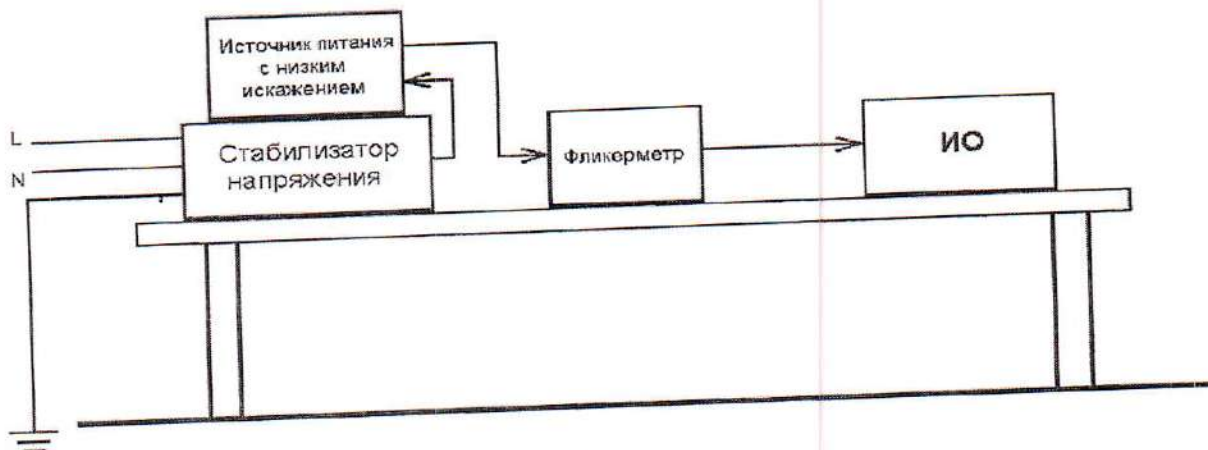 Источник питания
с низким
искажением
L
N
Стабилизатор
напряжения
Фликерметр
ИО